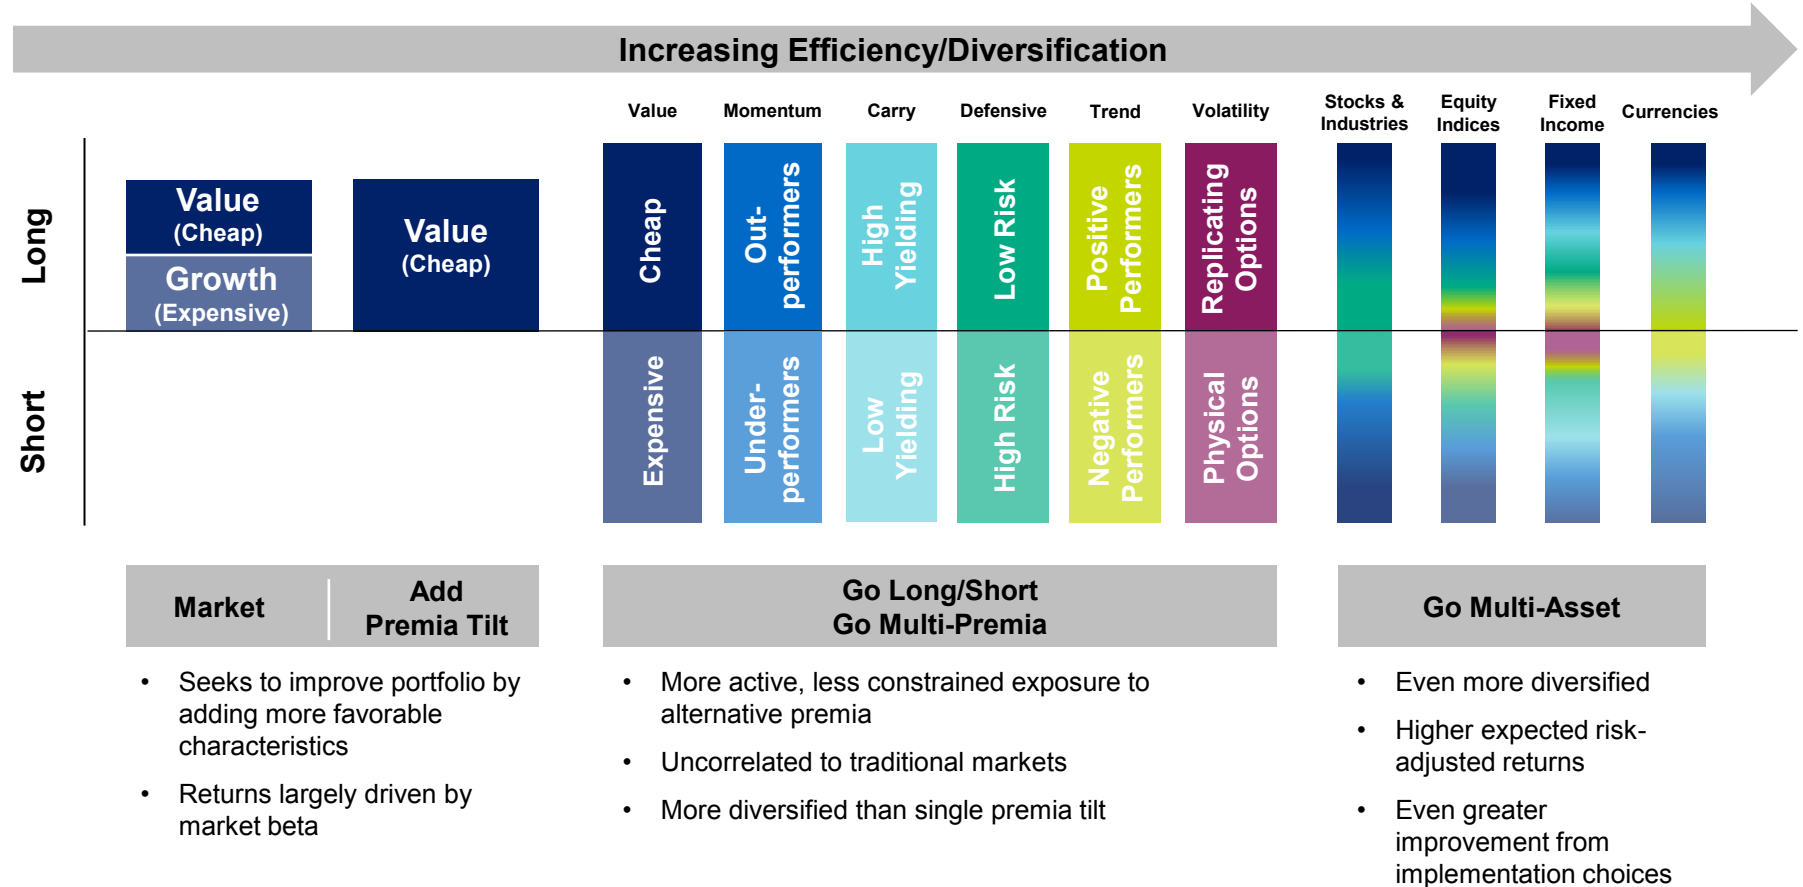 Increasing Efficiency/Diversification
Value
Momentum
Carry
Defensive
Trend
Volatility
Stocks &
Industries
Equity
Indices
Fixed
Income
Currencies
Long
Short
Value
(Cheap)
Growth
(Expensive)
Value
(Cheap)
Cheap
Out-
performers
High
Yielding
Low Risk
Positive
Performers
Replicating
Options
Expensive
Under-
performers
Low
Yielding
High Risk
Negative
Performers
Physical
Options
Market
Add
Premia Tilt
Go Long/Short
Go Multi-Premia
Go Multi-Asset
• Seeks to improve portfolio by
adding more favorable
characteristics
• Returns largely driven by
market beta
• More active, less constrained exposure to
alternative premia
• Uncorrelated to traditional markets
• More diversified than single premia tilt
• Even more diversified
• Higher expected risk-
adjusted returns
• Even greater
improvement from
implementation choices